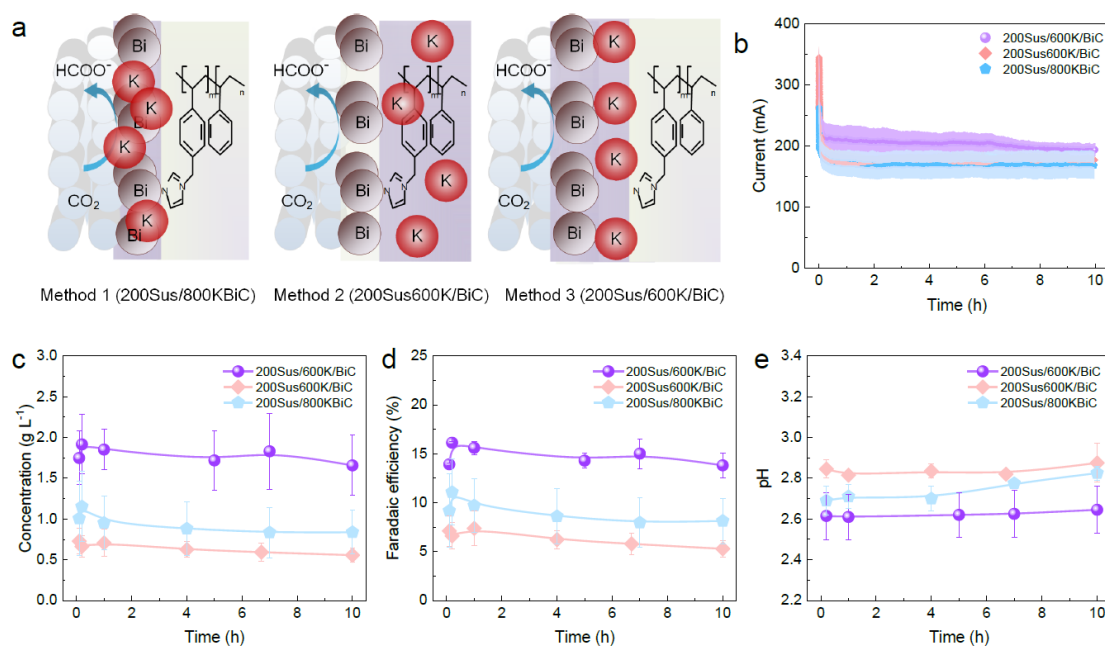 a
HCOO⁻
CO₂
Bi
Bi
Bi
Bi
K
K
K
K
m
n
N
N
Method 1 (200Sus/800KBiC)
HCOO⁻
CO₂
Bi
Bi
Bi
Bi
K
K
K
K
m
n
N
N
Method 2 (200Sus600K/BiC)
HCOO⁻
CO₂
Bi
Bi
Bi
Bi
K
K
K
K
K
m
n
N
N
Method 3 (200Sus/600K/BiC)
b
200Sus/600K/BiC
200Sus600K/BiC
200Sus/800KBiC
Current (mA)
400
350
300
250
200
150
100
50
0
0 2 4 6 8 10
Time (h)
c
200Sus/600K/BiC
200Sus600K/BiC
200Sus/800KBiC
Concentration (g L⁻¹)
3.0
2.5
2.0
1.5
1.0
0.5
0.0
0 2 4 6 8 10
Time (h)
d
200Sus/600K/BiC
200Sus600K/BiC
200Sus/800KBiC
Faradaic efficiency (%)
25
20
15
10
5
0
0 2 4 6 8 10
Time (h)
e
200Sus/600K/BiC
200Sus600K/BiC
200Sus/800KBiC
pH
3.4
3.2
3.0
2.8
2.6
2.4
2.2
0 2 4 6 8 10
Time (h)